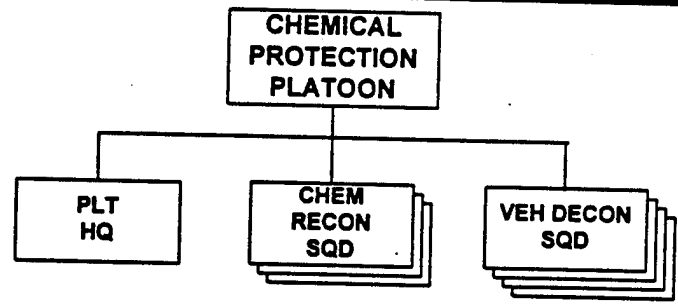 CHEMICAL
PROTECTION
PLATOON
PLT
HQ
CHEM
RECON
SQD
VEH DECON
SQD